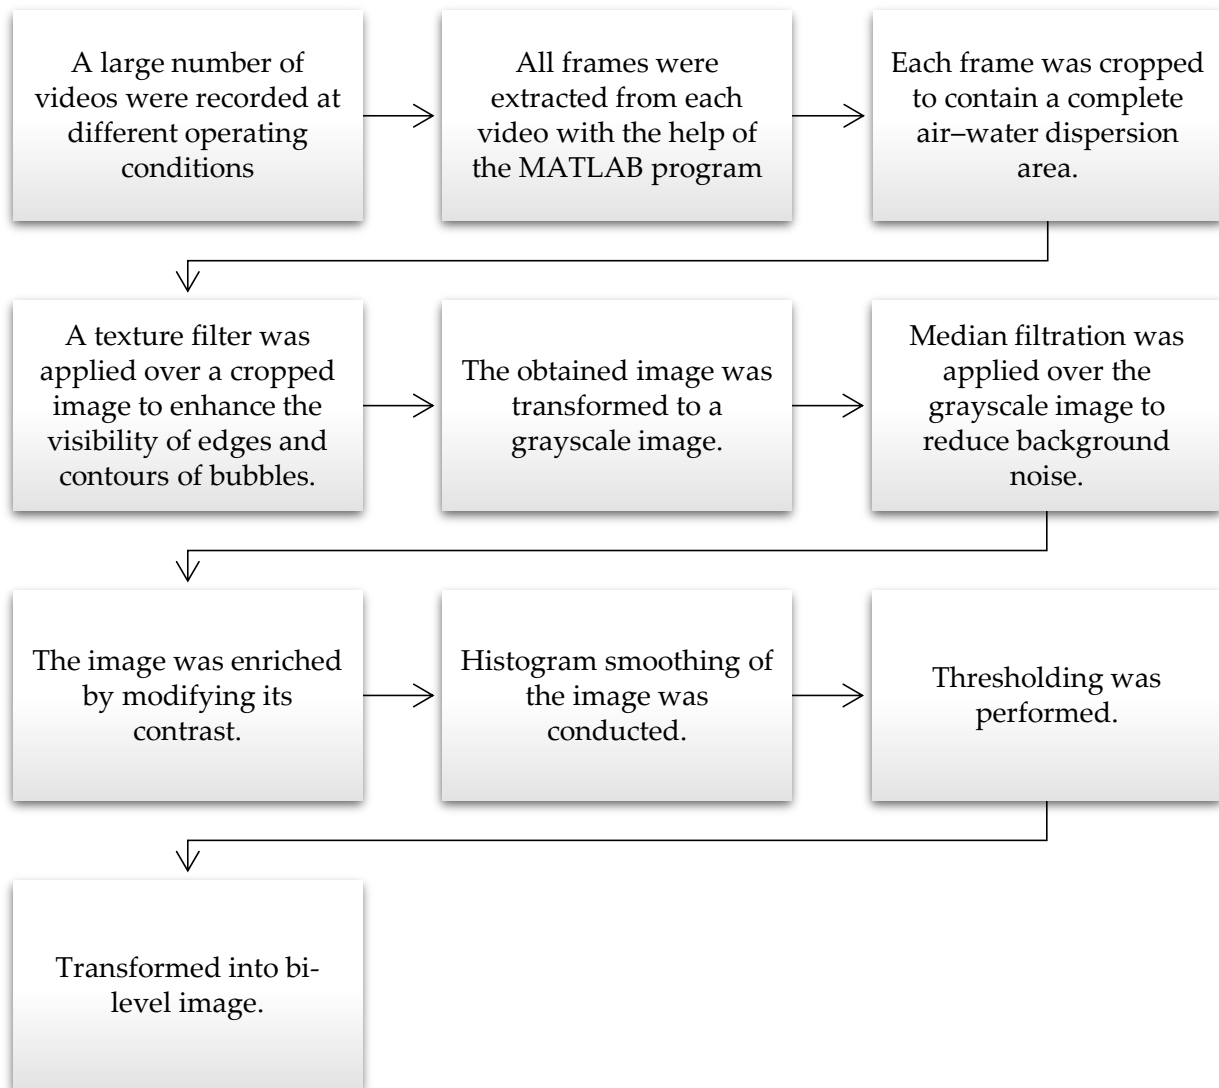 A large number of
videos were recorded at
different operating
conditions
All frames were
extracted from each
video with the help of
the MATLAB program
Each frame was cropped
to contain a complete
air–water dispersion
area.
A texture filter was
applied over a cropped
image to enhance the
visibility of edges and
contours of bubbles.
The obtained image was
transformed to a
grayscale image.
Median filtration was
applied over the
grayscale image to
reduce background
noise.
The image was enriched
by modifying its
contrast.
Histogram smoothing of
the image was
conducted.
Thresholding was
performed.
Transformed into bi-
level image.